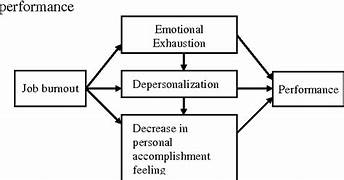 performance
Emotional
Exhaustion
Job burnout
Depersonalization
Performance
Decrease in
personal
accomplishment
feeling